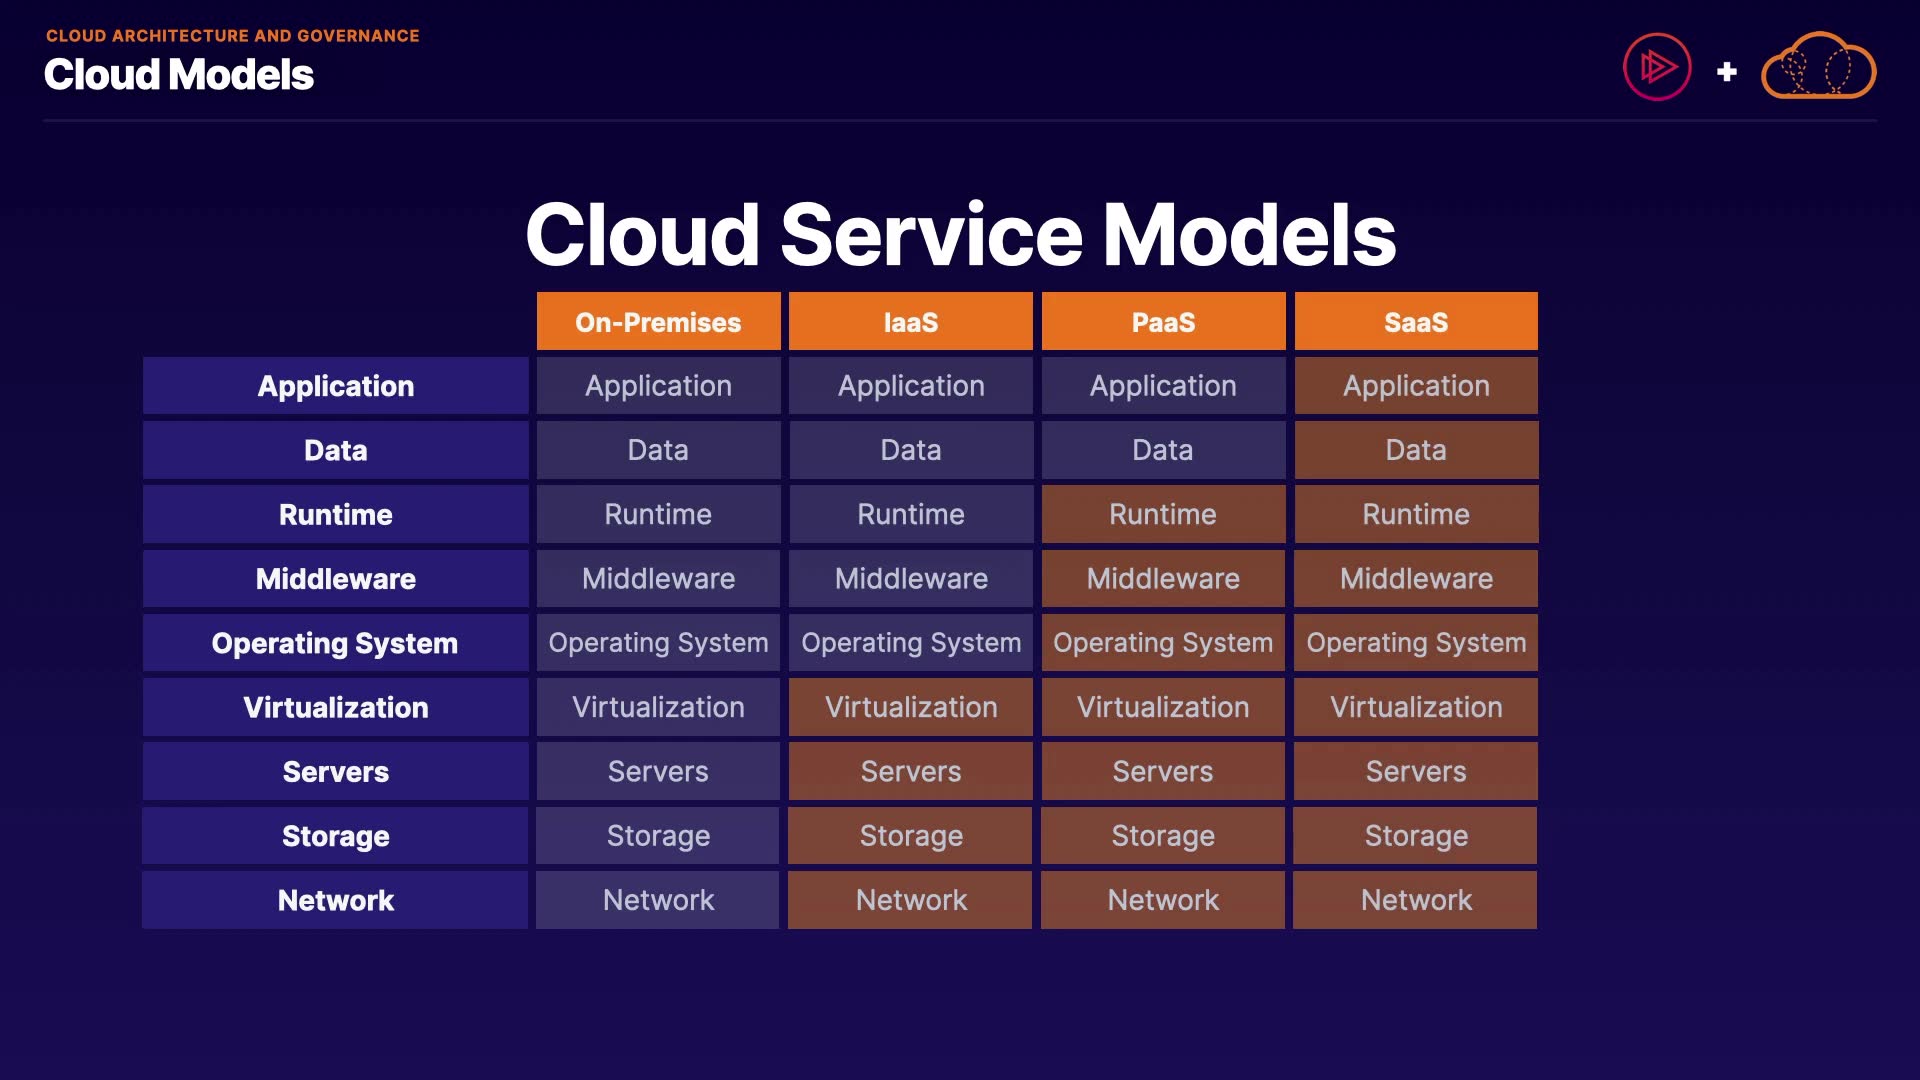 CLOUD ARCHITECTURE AND GOVERNANCE
Cloud Models
Cloud Service Models
On-Premises IaaS PaaS SaaS
Application Application Application Application Application
Data Data Data Data Data
Runtime Runtime Runtime Runtime Runtime
Middleware Middleware Middleware Middleware Middleware
Operating System Operating System Operating System Operating System Operating System
Virtualization Virtualization Virtualization Virtualization Virtualization
Servers Servers Servers Servers Servers
Storage Storage Storage Storage Storage
Network Network Network Network Network